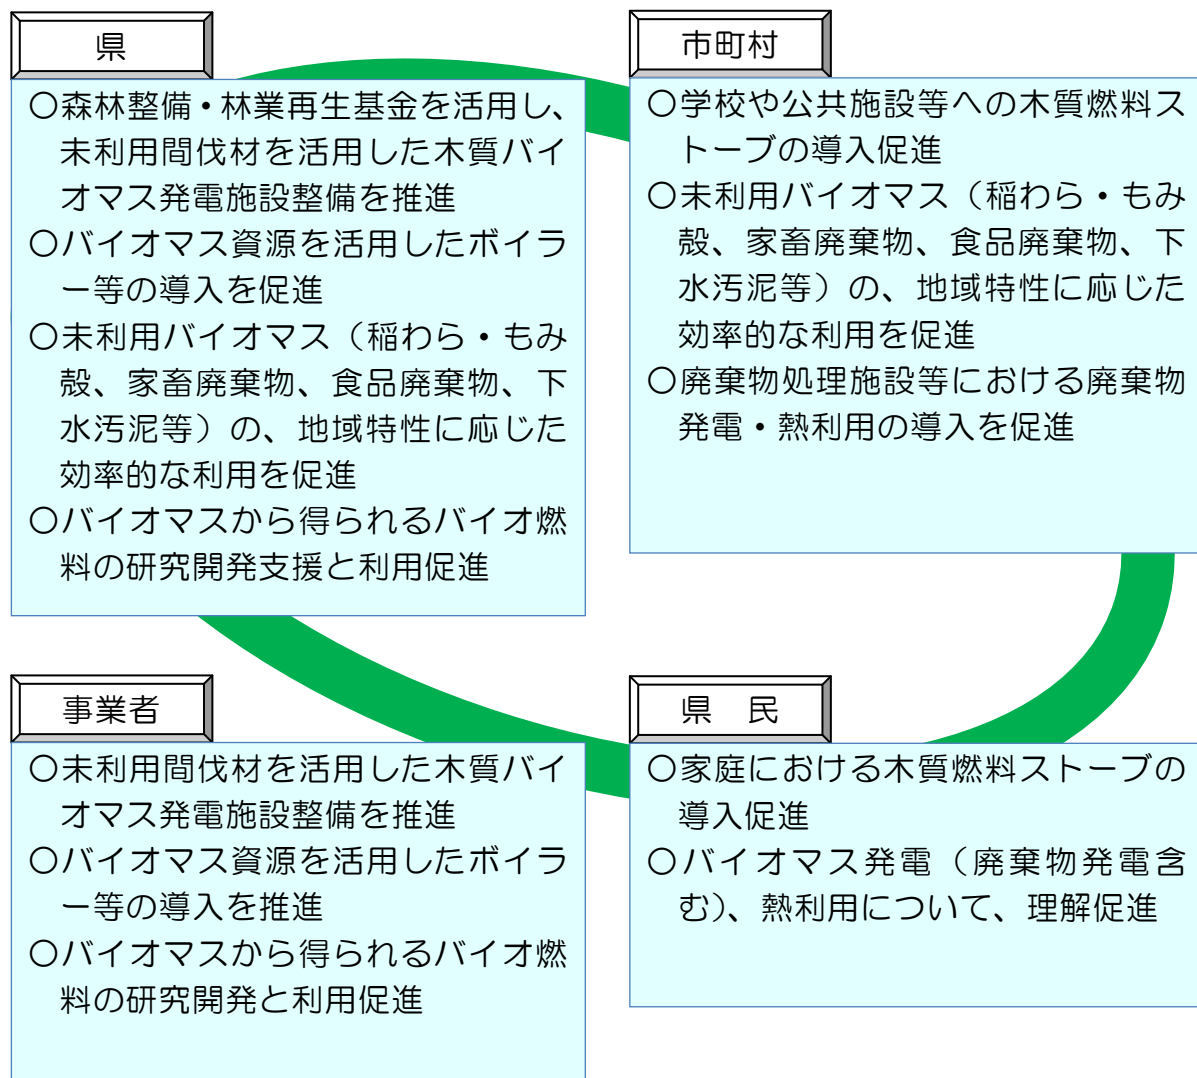 県
〇森林整備・林業再生基金を活用し、
未利用間伐材を活用した木質バイ
オマス発電施設整備を推進
〇バイオマス資源を活用したボイラ
ー等の導入を促進
〇未利用バイオマス（稲わら・もみ
殻、家畜廃棄物、食品廃棄物、下
水汚泥等）の、地域特性に応じた
効率的な利用を促進
〇バイオマスから得られるバイオ燃
料の研究開発支援と利用促進
市町村
〇学校や公共施設等への木質燃料ス
トーブの導入促進
〇未利用バイオマス（稲わら・もみ
殻、家畜廃棄物、食品廃棄物、下
水汚泥等）の、地域特性に応じた
効率的な利用を促進
〇廃棄物処理施設等における廃棄物
発電・熱利用の導入を促進
事業者
〇未利用間伐材を活用した木質バイ
オマス発電施設整備を推進
〇バイオマス資源を活用したボイラ
ー等の導入を推進
〇バイオマスから得られるバイオ燃
料の研究開発と利用促進
県　民
〇家庭における木質燃料ストーブの
導入促進
〇バイオマス発電（廃棄物発電含
む）、熱利用について、理解促進